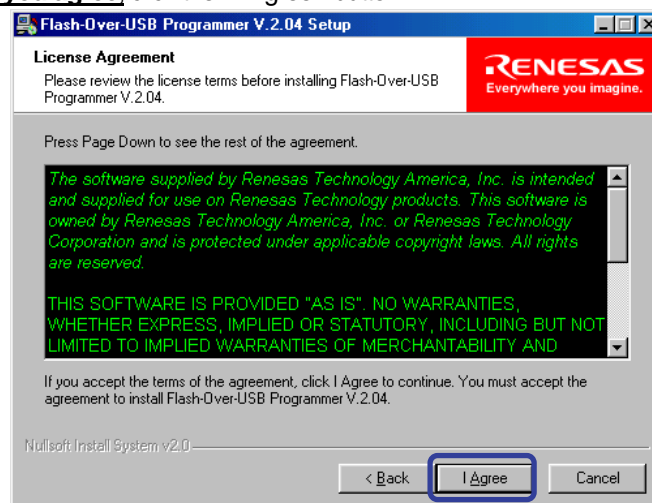 Flash-Over-USB Programmer V.2.04 Setup
License Agreement
Please review the license terms before installing Flash-Over-USB
Programmer V.2.04.
RENESAS
Everywhere you imagine.
Press Page Down to see the rest of the agreement.
The software supplied by Renesas Technology America, Inc. is intended
and supplied for use on Renesas Technology products. This software is
owned by Renesas Technology America, Inc. or Renesas Technology
Corporation and is protected under applicable copyright laws. All rights
are reserved.
THIS SOFTWARE IS PROVIDED "AS IS". NO WARRANTIES,
WHETHER EXPRESS, IMPLIED OR STATUTORY, INCLUDING BUT NOT
LIMITED TO IMPLIED WARRANTIES OF MERCHANTABILITY AND
If you accept the terms of the agreement, click I Agree to continue. You must accept the
agreement to install Flash-Over-USB Programmer V.2.04.
Nullsoft Install System v2.0
< Back
I Agree
Cancel